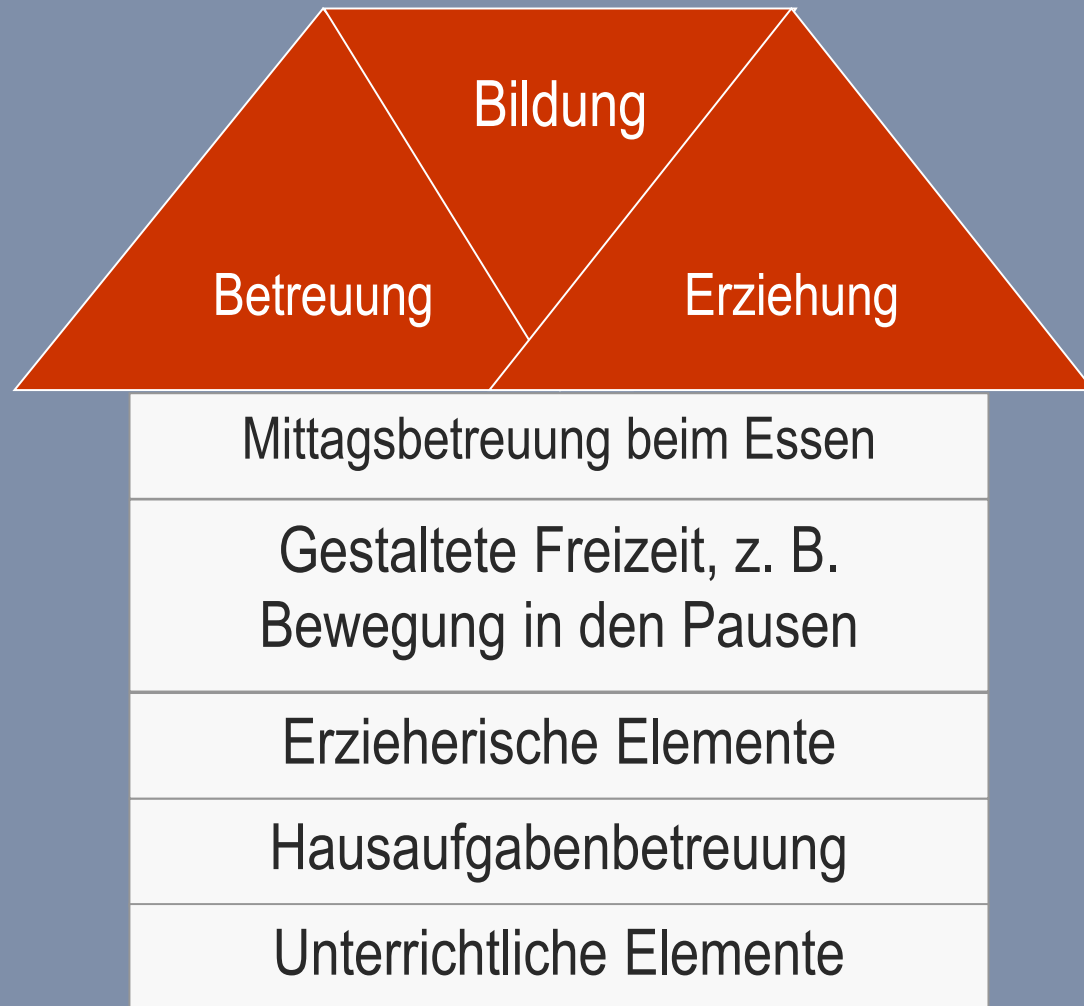 Bildung
Betreuung
Erziehung
Mittagsbetreuung beim Essen
Gestaltete Freizeit, z. B.
Bewegung in den Pausen
Erzieherische Elemente
Hausaufgabenbetreuung
Unterrichtliche Elemente